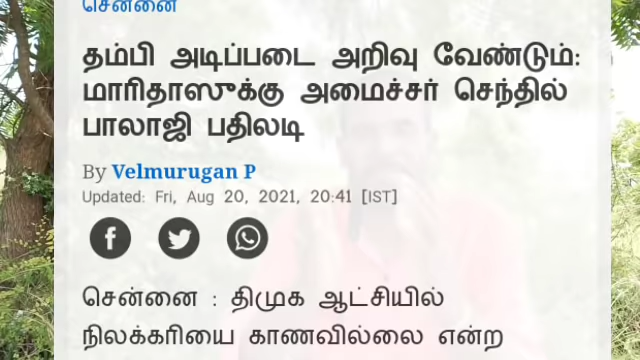 சென்னை
தம்பி அடிப்படை அறிவு வேண்டும்:
மாரிதாஸுக்கு அமைச்சர் செந்தில்
பாலாஜி பதிலடி
By Velmurugan P
Updated: Fri, Aug 20, 2021, 20:41 [IST]
சென்னை : திமுக ஆட்சியில்
நிலக்கரியை காணவில்லை என்ற